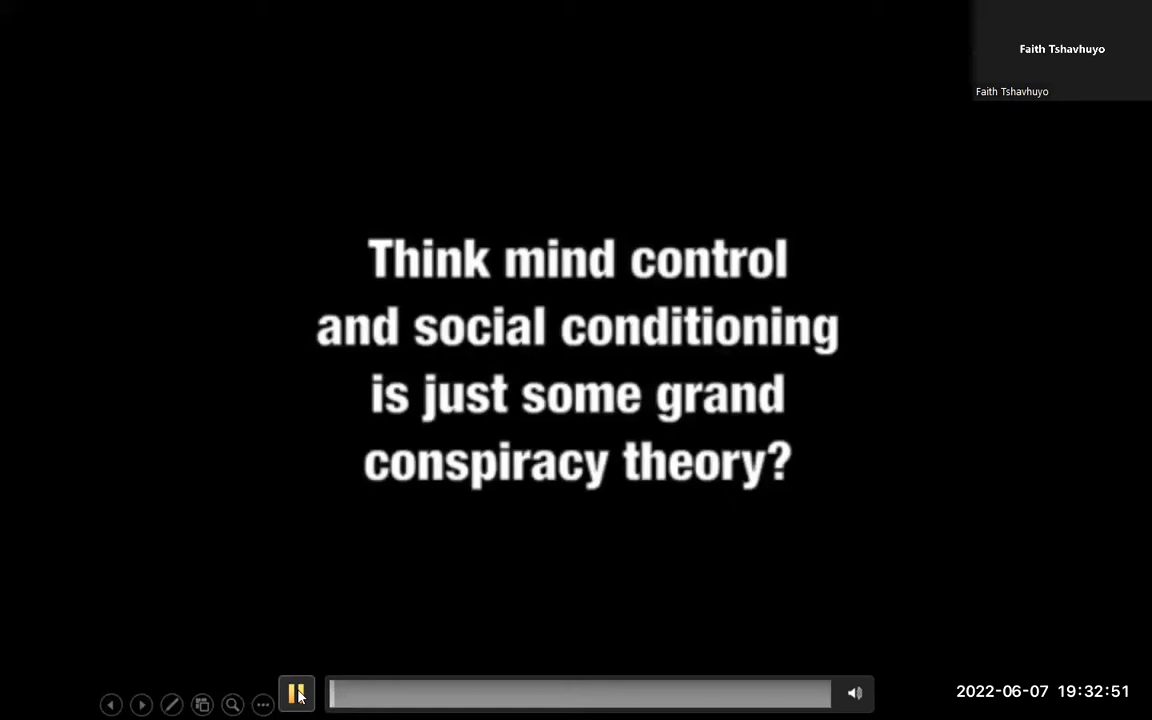 Faith Tshavhuyo
Faith Tshavhuyo
Think mind control
and social conditioning
is just some grand
conspiracy theory?
2022-06-07 19:32:51